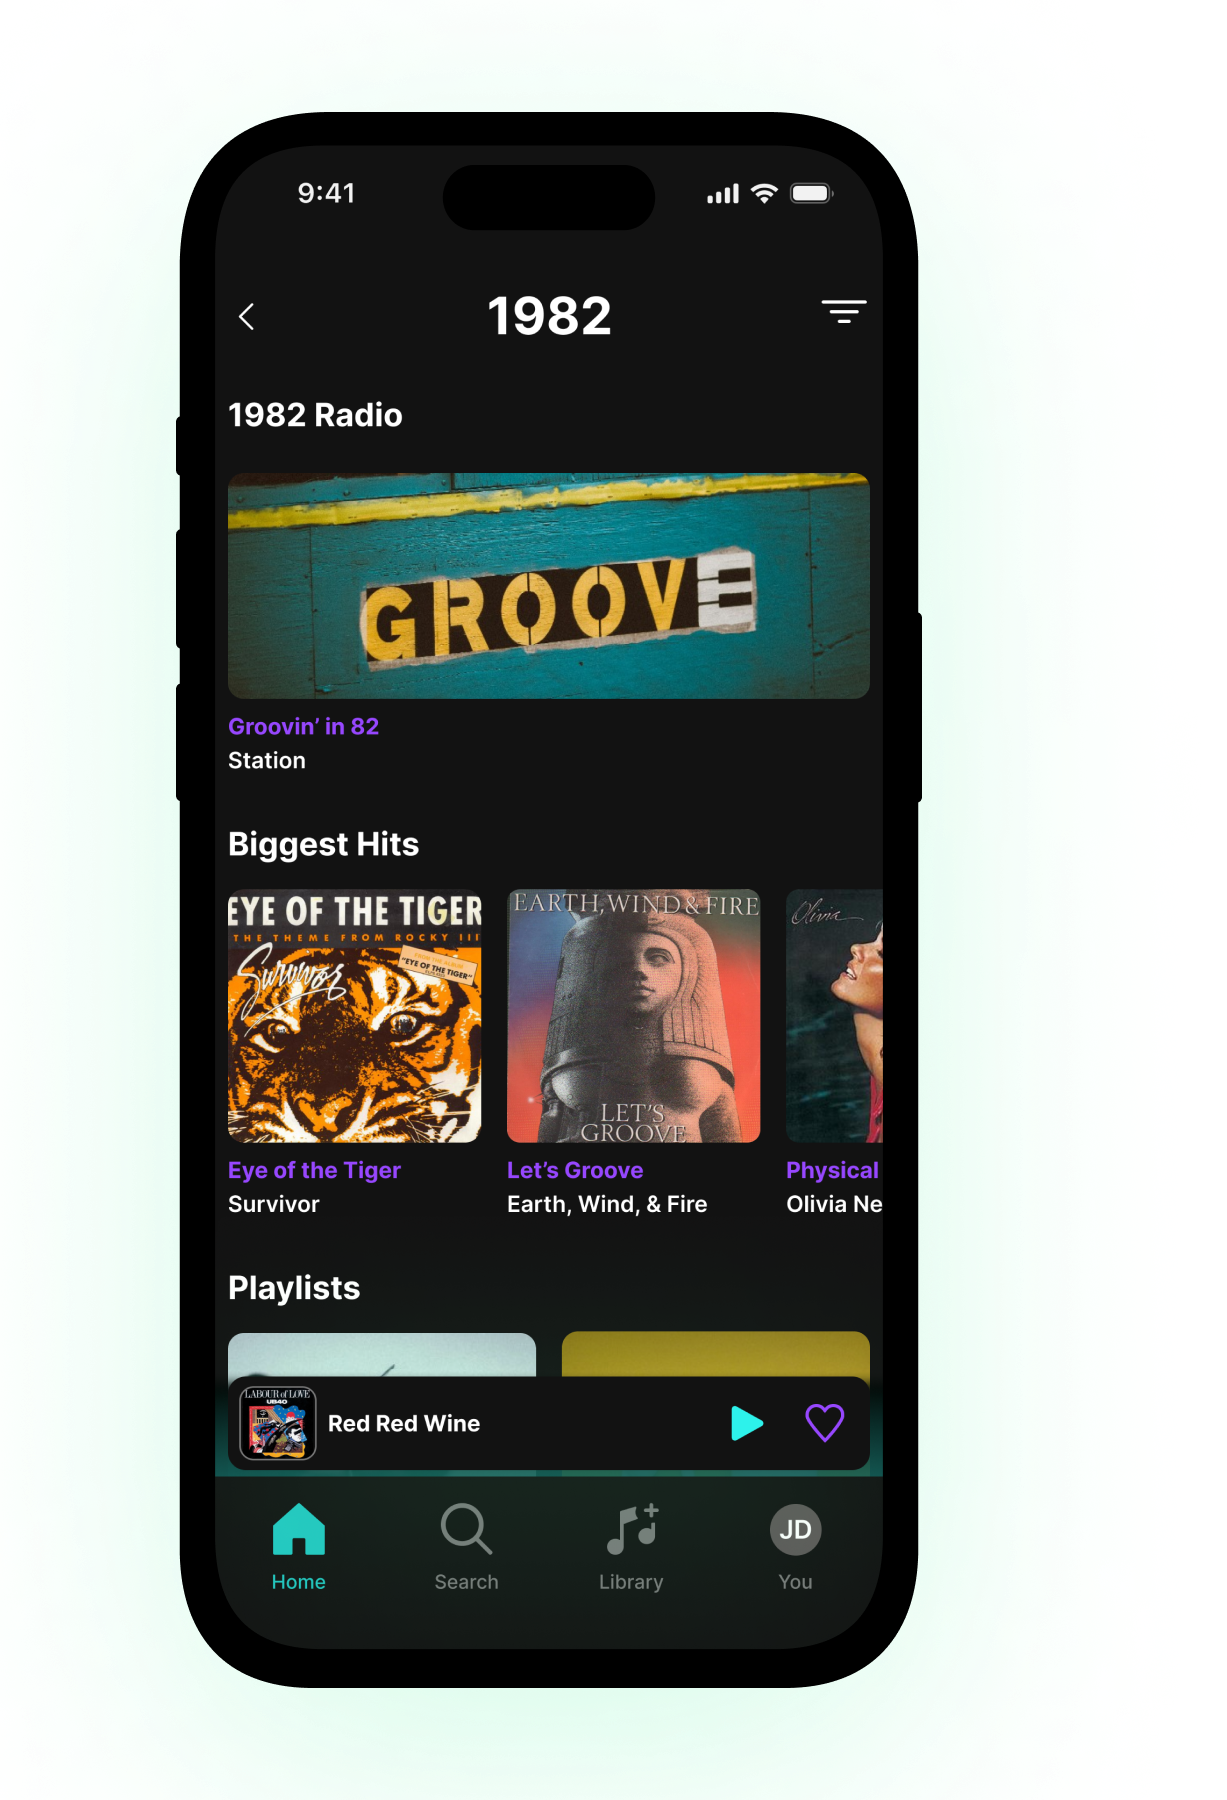 9:41
1982
1982 Radio
GROOVE
Groovin’ in 82
Station
Biggest Hits
EYE OF THE TIGER
THE THEME FROM ROCKY III
Survivor
"EYE OF THE TIGER"
EARTH, WIND & FIRE
LET'S
GROOVE
Olivia
Eye of the Tiger
Survivor
Let’s Groove
Earth, Wind, & Fire
Physical
Olivia Ne
Playlists
LABOUR of LOVE
UB40
Red Red Wine
Home
Search
Library
JD
You